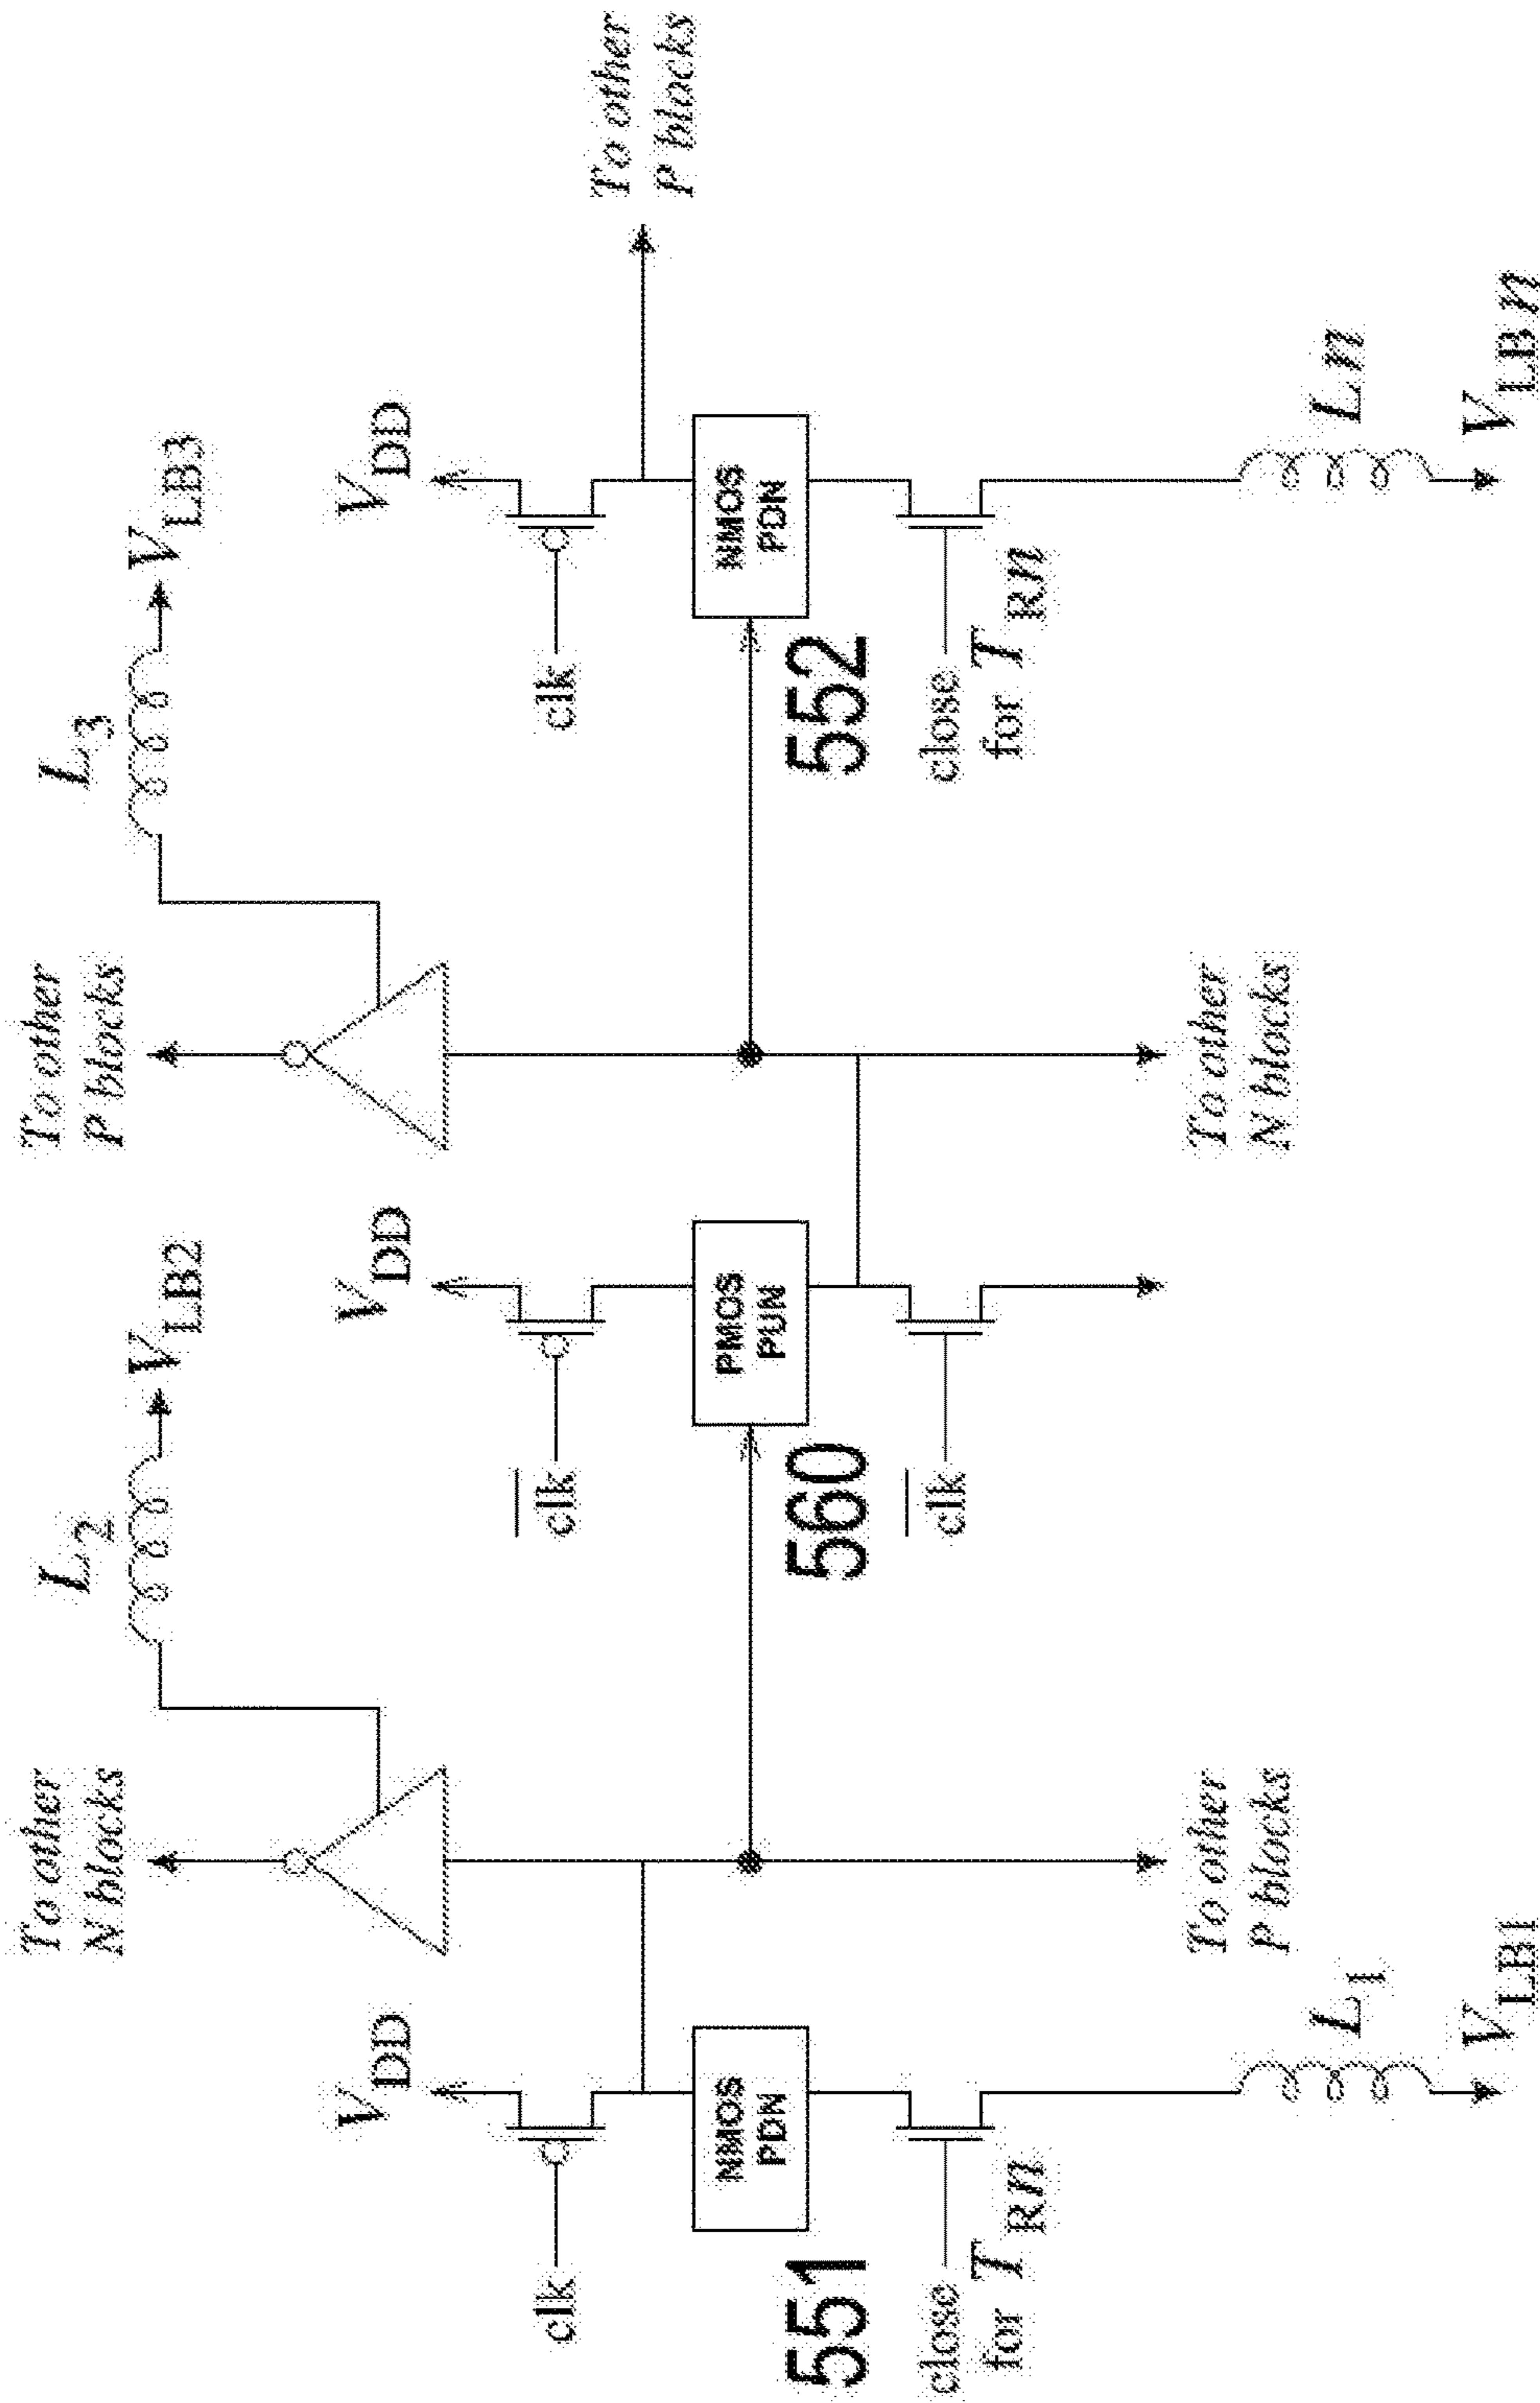 To other
N blocks
L2
VLB2
To other
P blocks
L3
VLB3
VDD
VDD
VDD
clk
clk
clk
To other
P blocks
NMOS
PDN
PMOS
PUN
NMOS
PDN
551
560
552
close
for TRn
clk
close
for TRn
To other
P blocks
To other
N blocks
L1
Ln
VLB1
VLBn